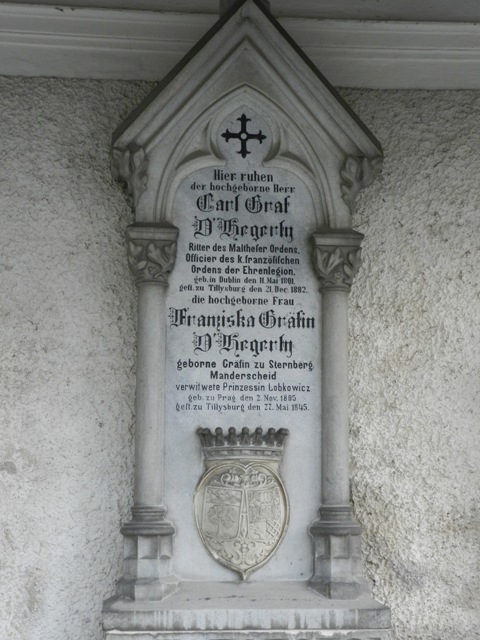 Hier ruhen
der hochgeborne Herr
Carl Graf
D'Hegerty
Ritter des Maltheser Ordens,
Officier des k. französischen
Ordens der Ehrenlegion
geb. in Dublin den 11. Mai 1801.
gest. zu Tillysburg den 21. Dec. 1882.
die hochgeborne Frau
Franziska Gräfin
D'Hegerty
geborne Gräfin zu Sternberg,
Manderscheid
verwitwete Prinzessin Lobkowicz
geb. zu Prag den 2. Nov.
gest. zu Tillysburg den 27. Mai